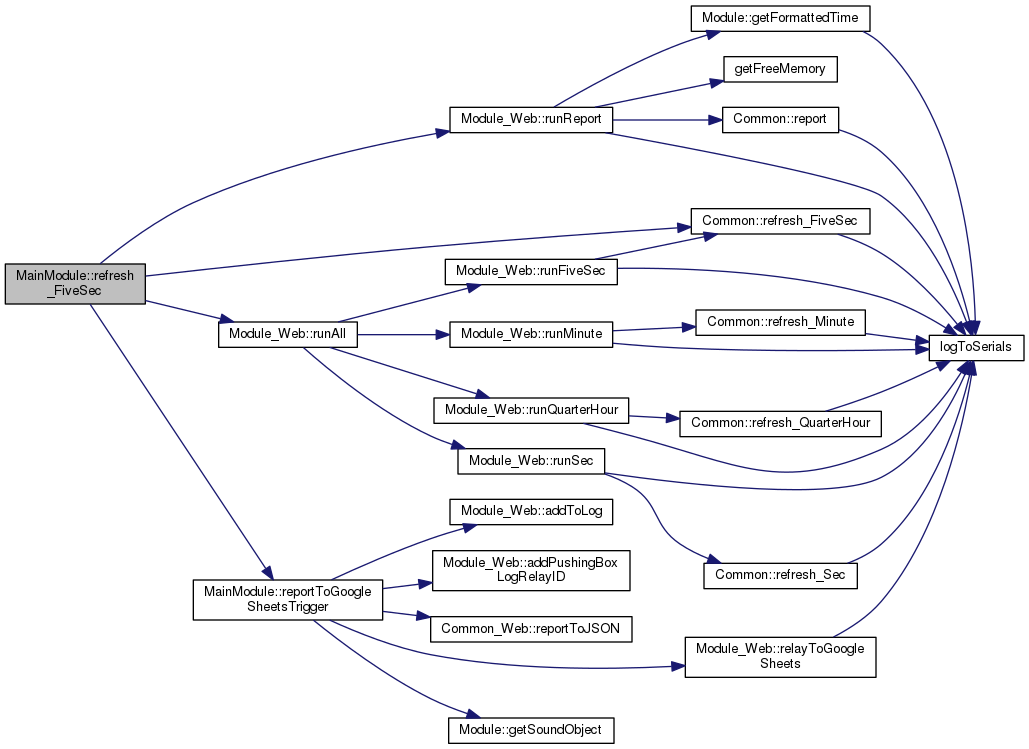 Module::getFormattedTime
getFreeMemory
Module_Web::runReport
Common::report
Common::refresh_FiveSec
MainModule::refresh
_FiveSec
Module_Web::runFiveSec
Module_Web::runAll
Module_Web::runMinute
Common::refresh_Minute
logToSerials
Module_Web::runQuarterHour
Common::refresh_QuarterHour
Module_Web::runSec
Module_Web::addToLog
Module_Web::addPushingBox
LogRelayID
Common::refresh_Sec
MainModule::reportToGoogle
SheetsTrigger
Common_Web::reportToJSON
Module_Web::relayToGoogle
Sheets
Module::getSoundObject